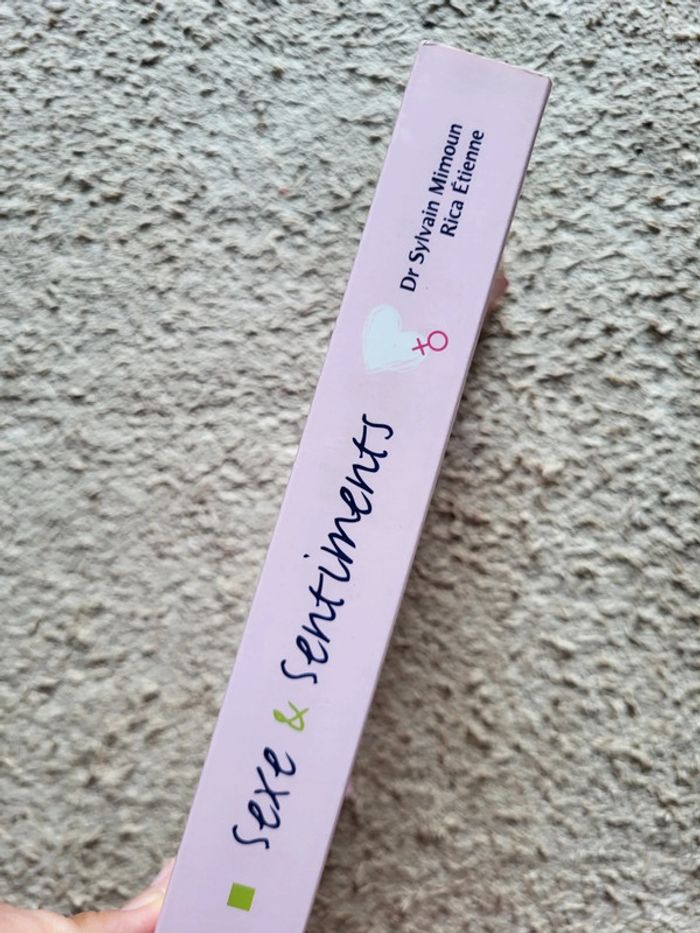 sexe & sentiments
Dr Sylvain Mimoun
Rica Étienne